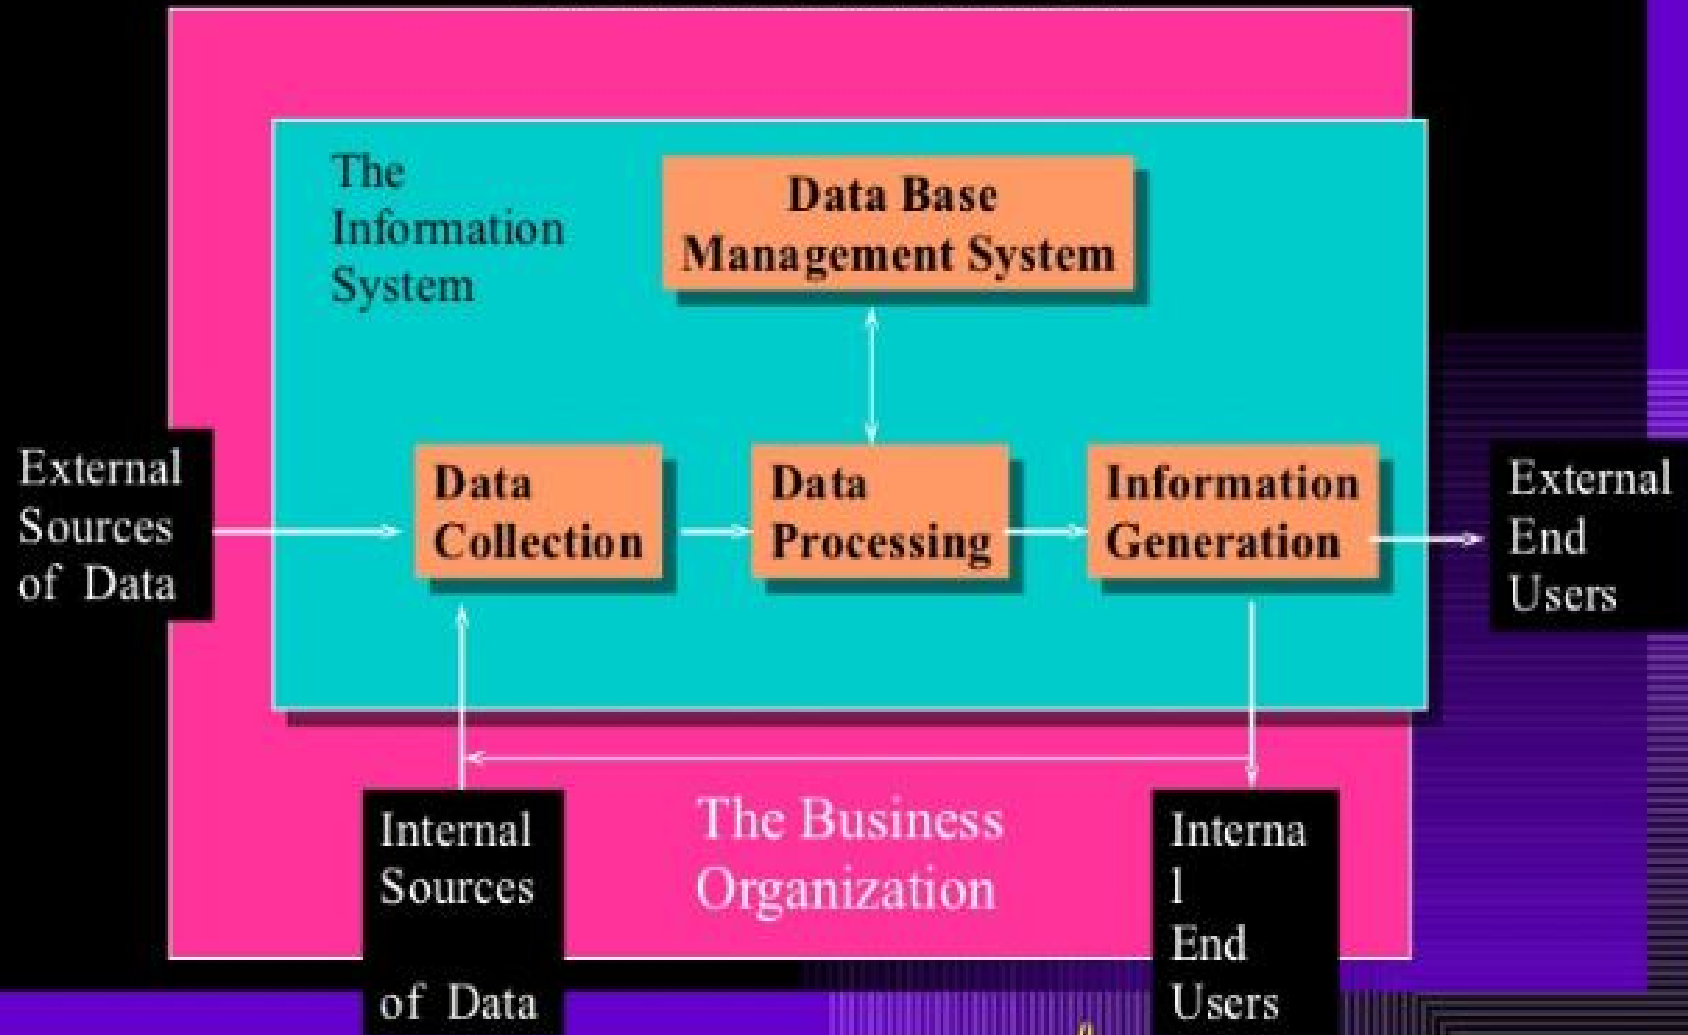 The
Information
System
Data Base
Management System
External
Sources
of Data
Data
Collection
Data
Processing
Information
Generation
External
End
Users
Internal
Sources
of Data
The Business
Organization
Interna
l
End
Users